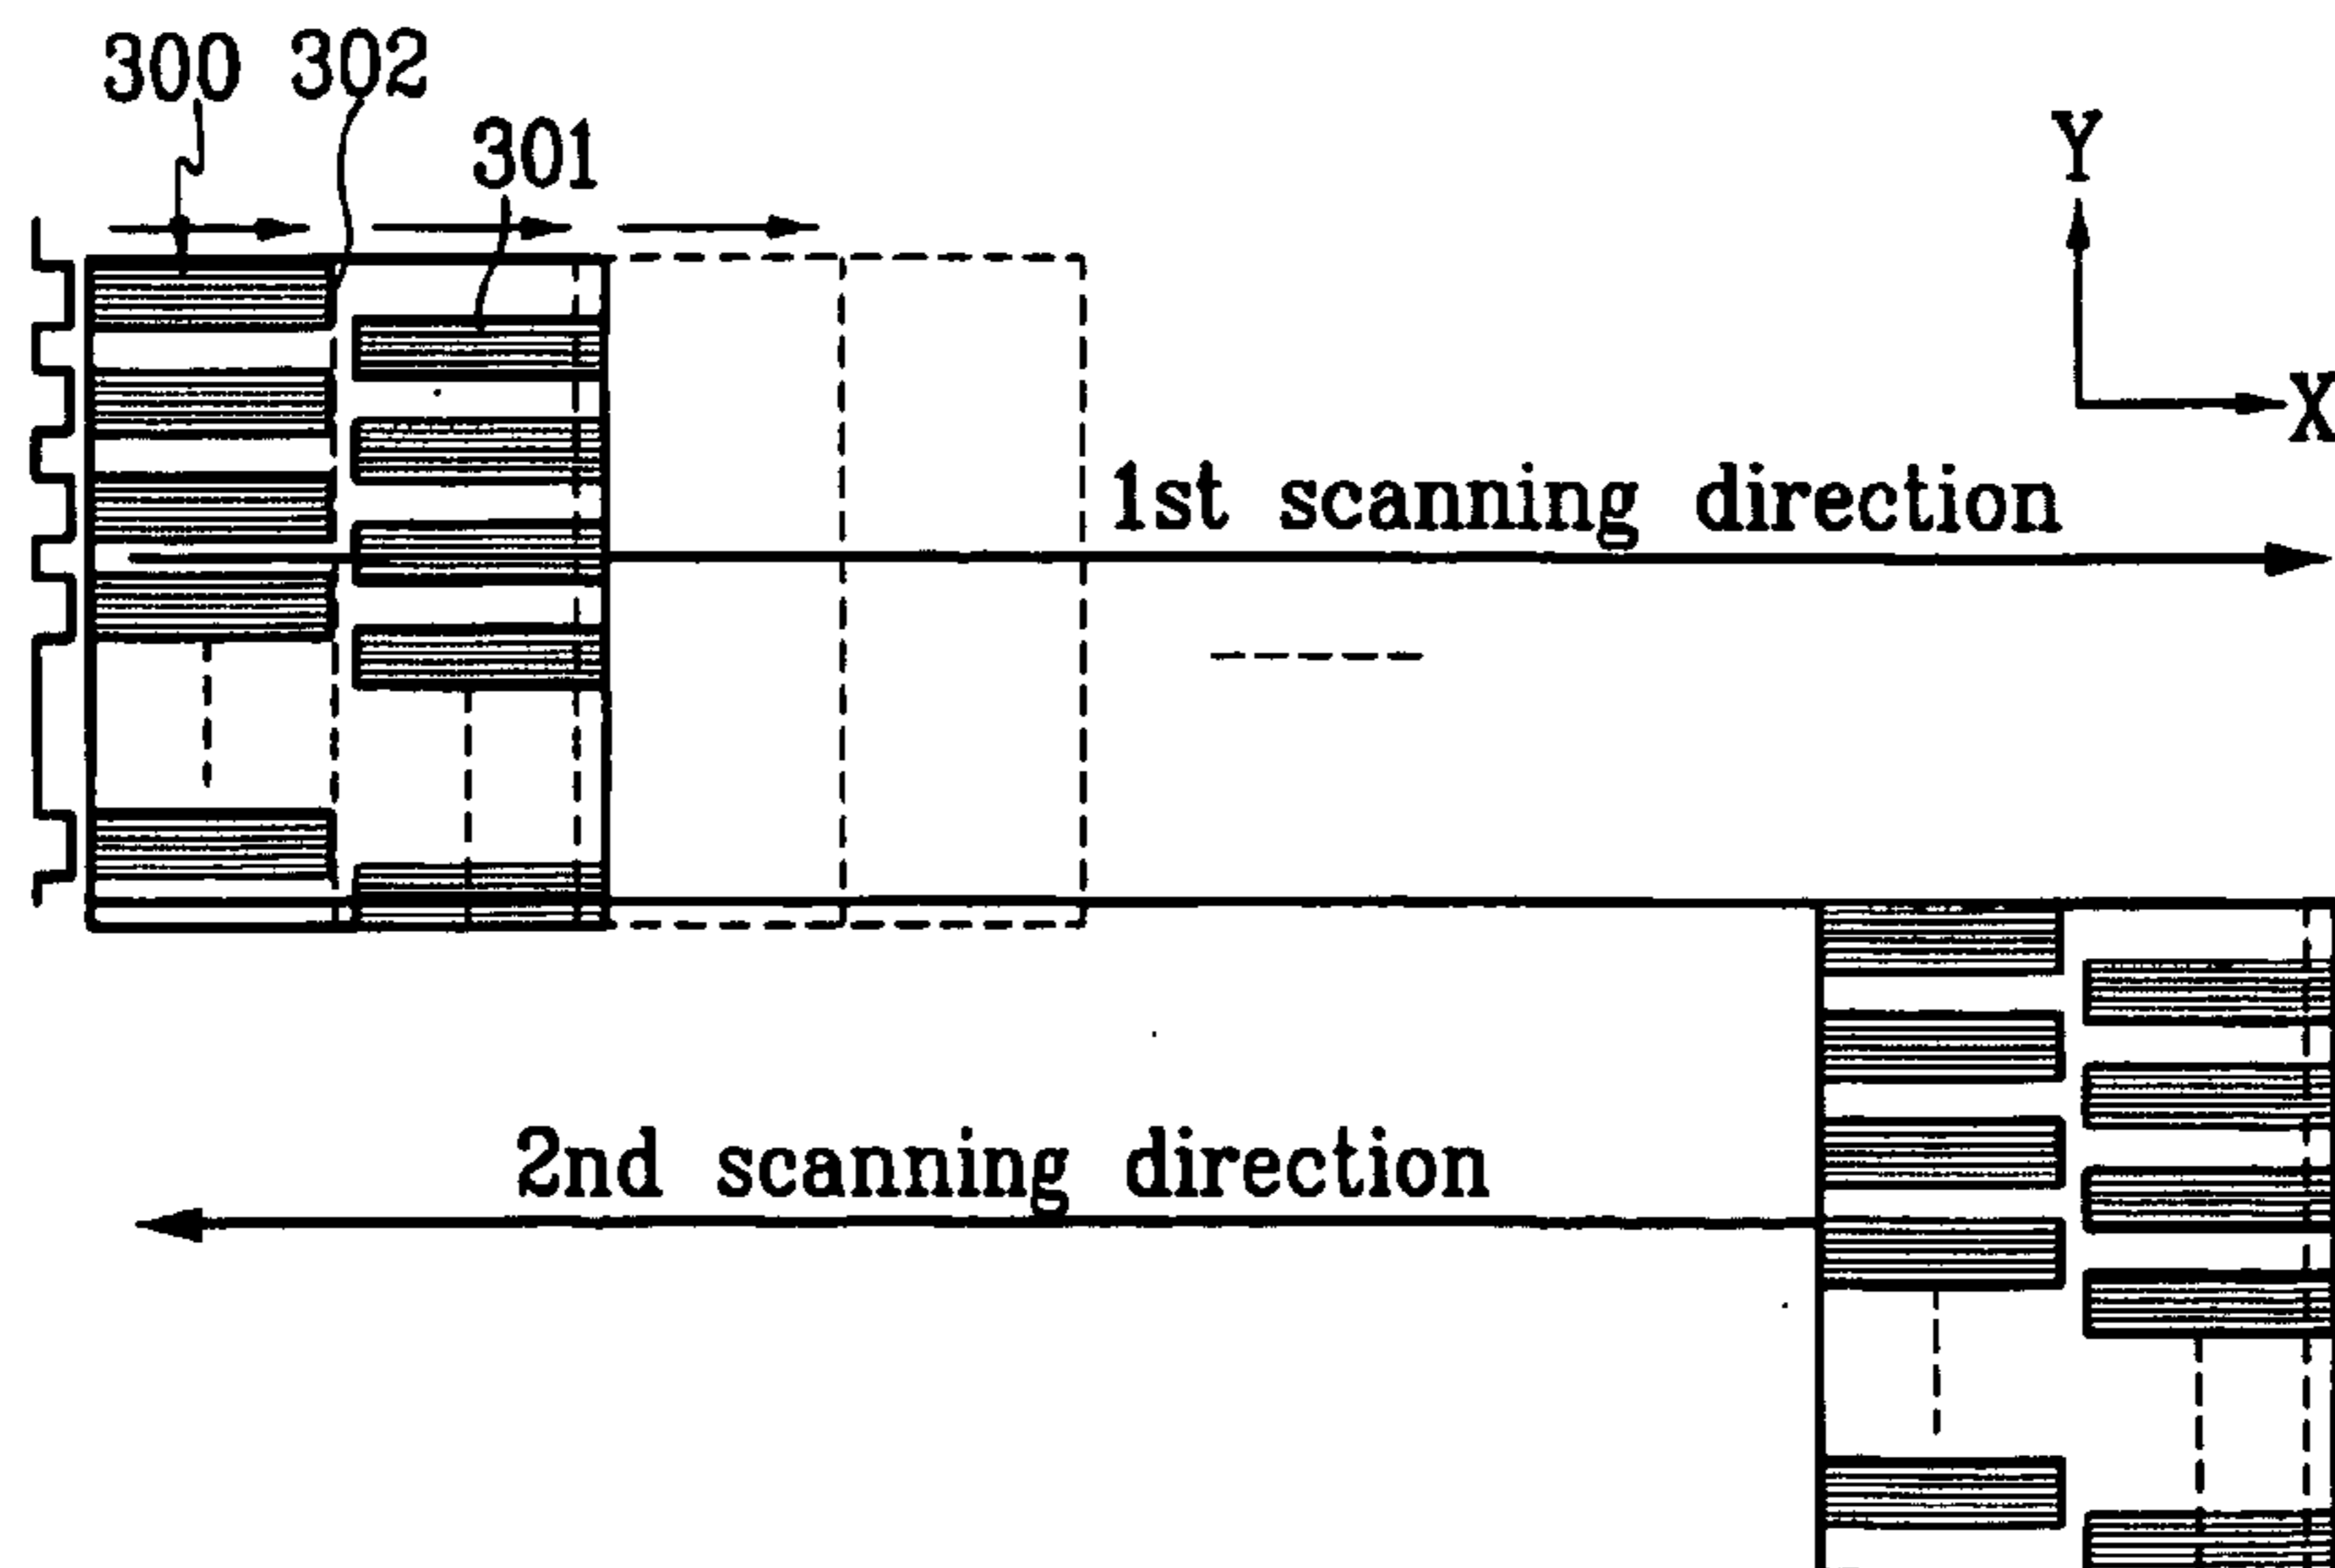 300 302
301
Y
X
1st scanning direction
2nd scanning direction